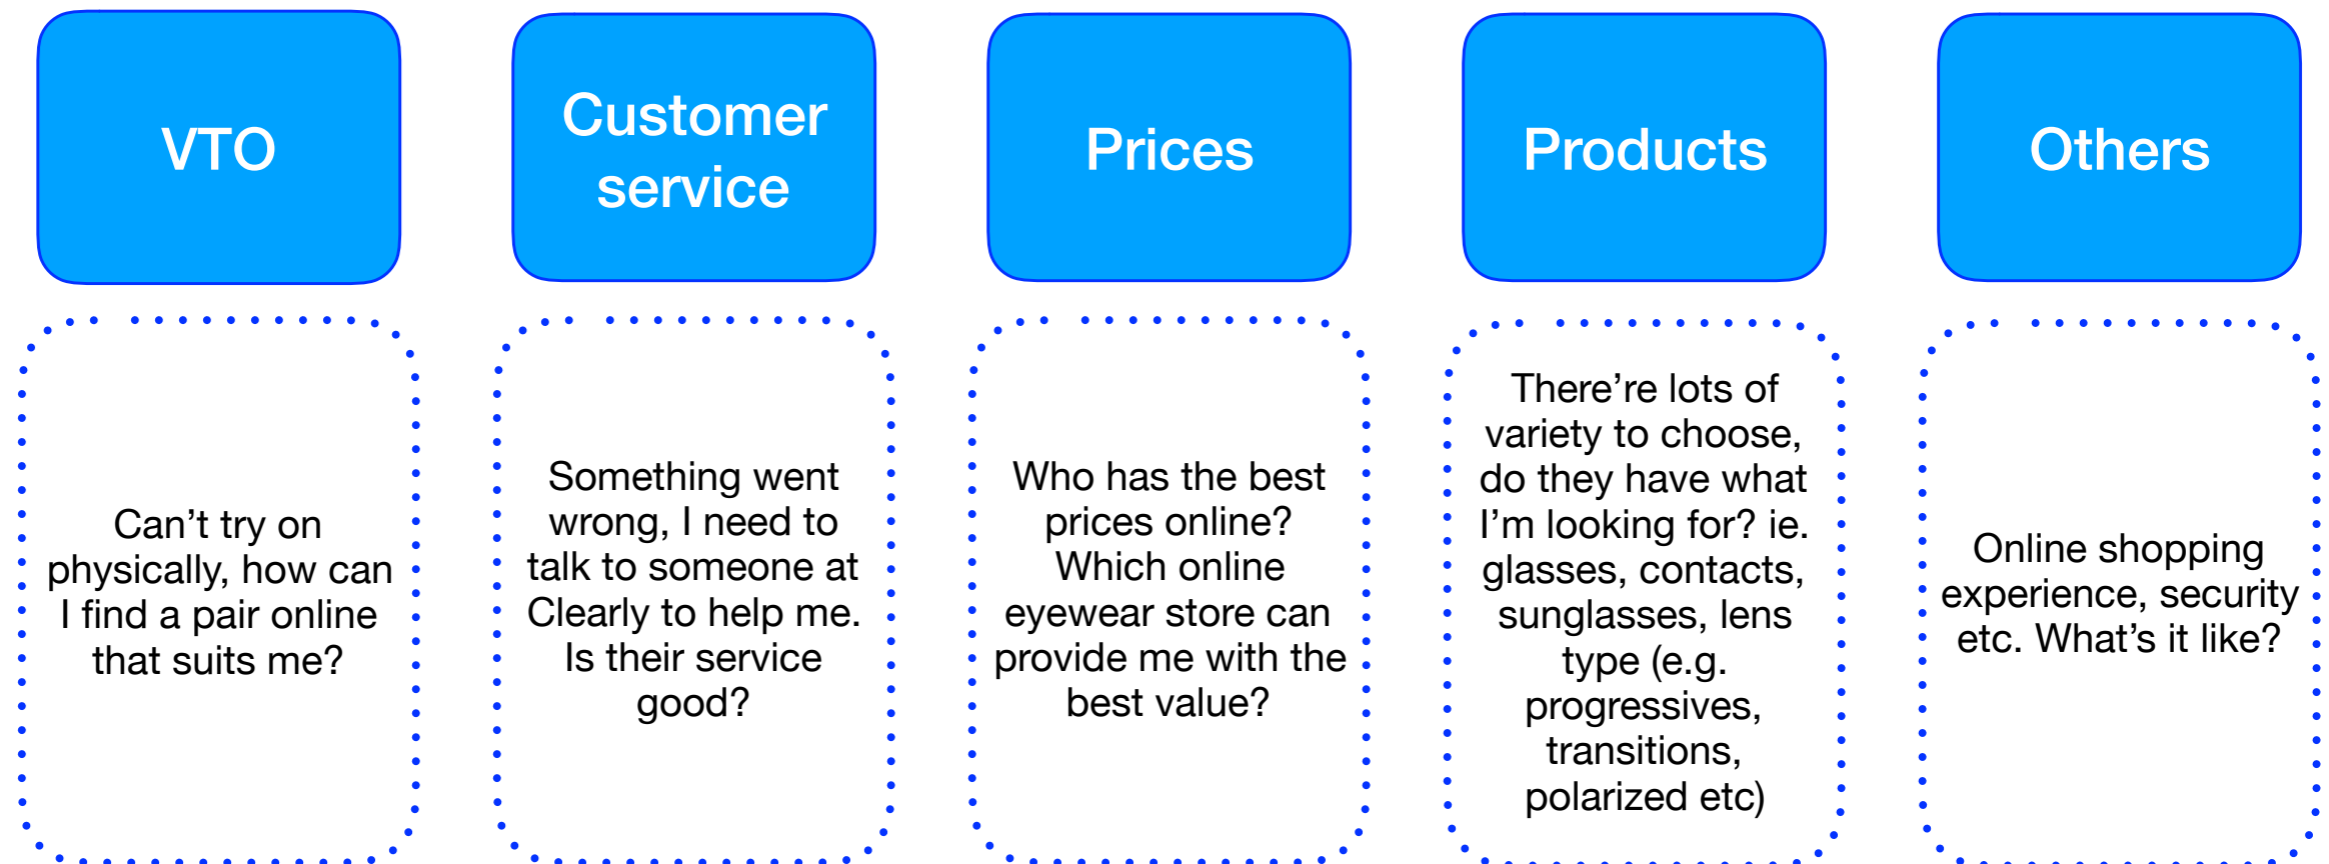 VTO
Customer
service
Prices
Products
Others
Can’t try on
physically, how can
I find a pair online
that suits me?
Something went
wrong, I need to
talk to someone at
Clearly to help me.
Is their service
good?
Who has the best
prices online?
Which online
eyewear store can
provide me with the
best value?
There’re lots of
variety to choose,
do they have what
I’m looking for? ie.
glasses, contacts,
sunglasses, lens
type (e.g.
progressives,
transitions,
polarized etc)
Online shopping
experience, security
etc. What’s it like?